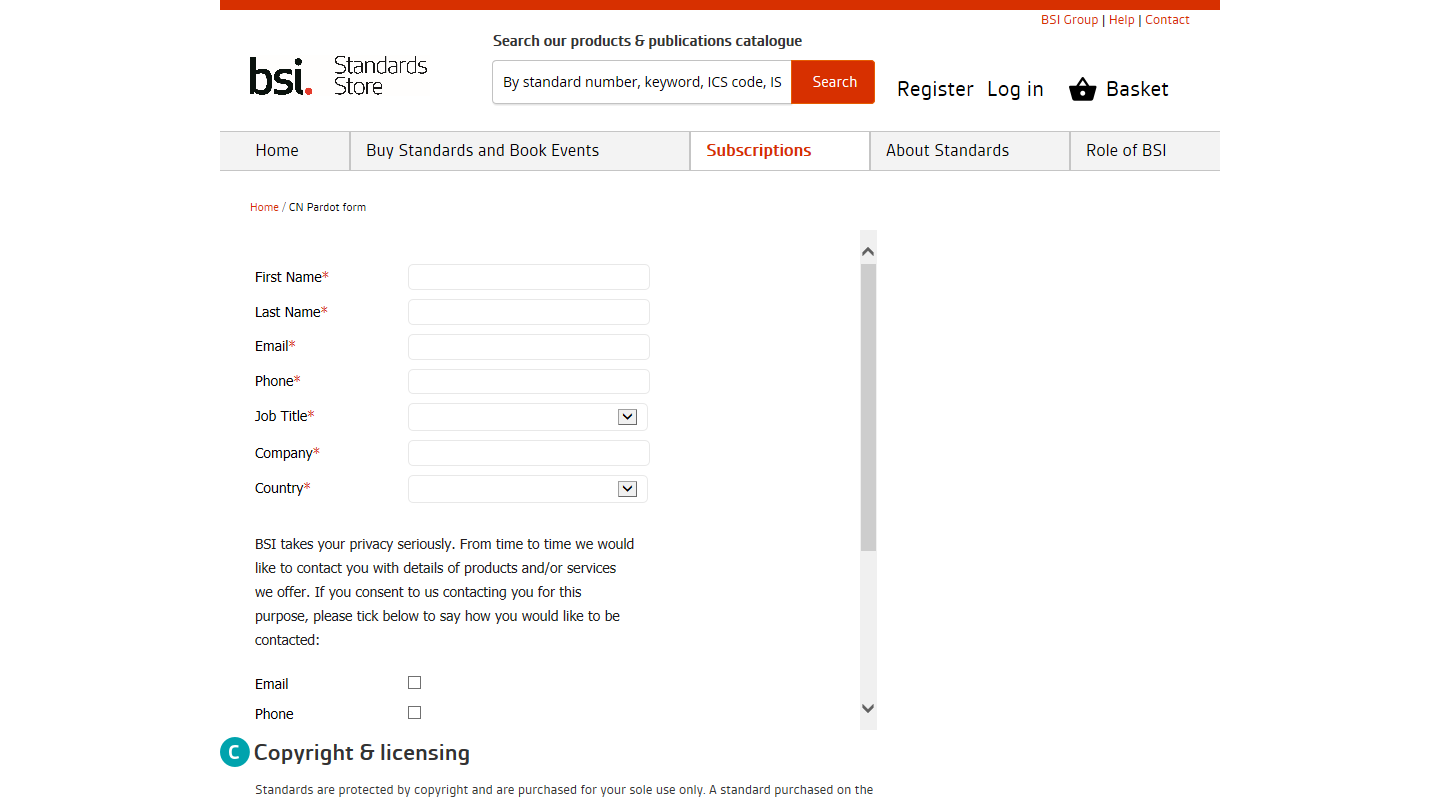 BSI Group | Help | Contact
Search our products & publications catalogue
bsi. Standards
Store
By standard number, keyword, ICS code, IS
Search
Register Log in Basket
Home
Buy Standards and Book Events
Subscriptions
About Standards
Role of BSI
Home / CN Pardot form
First Name*
Last Name*
Email*
Phone*
Job Title*
Company*
Country*
BSI takes your privacy seriously. From time to time we would
like to contact you with details of products and/or services
we offer. If you consent to us contacting you for this
purpose, please tick below to say how you would like to be
contacted:
Email
Phone
C Copyright & licensing
Standards are protected by copyright and are purchased for your sole use only. A standard purchased on the